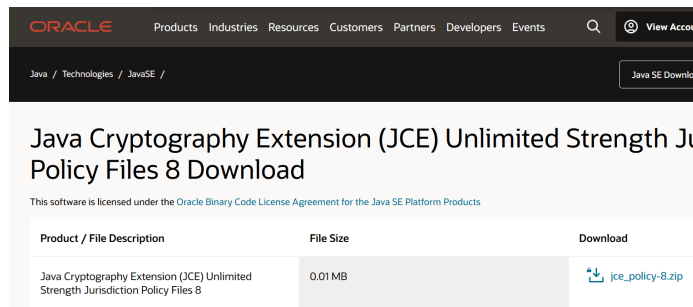 ORACLE Products Industries Resources Customers Partners Developers Events View Accou
Java / Technologies / JavaSE / Java SE Downlo
Java Cryptography Extension (JCE) Unlimited Strength Ju
Policy Files 8 Download
This software is licensed under the Oracle Binary Code License Agreement for the Java SE Platform Products
Product / File Description File Size Download
Java Cryptography Extension (JCE) Unlimited 0.01 MB jce_policy-8.zip
Strength Jurisdiction Policy Files 8